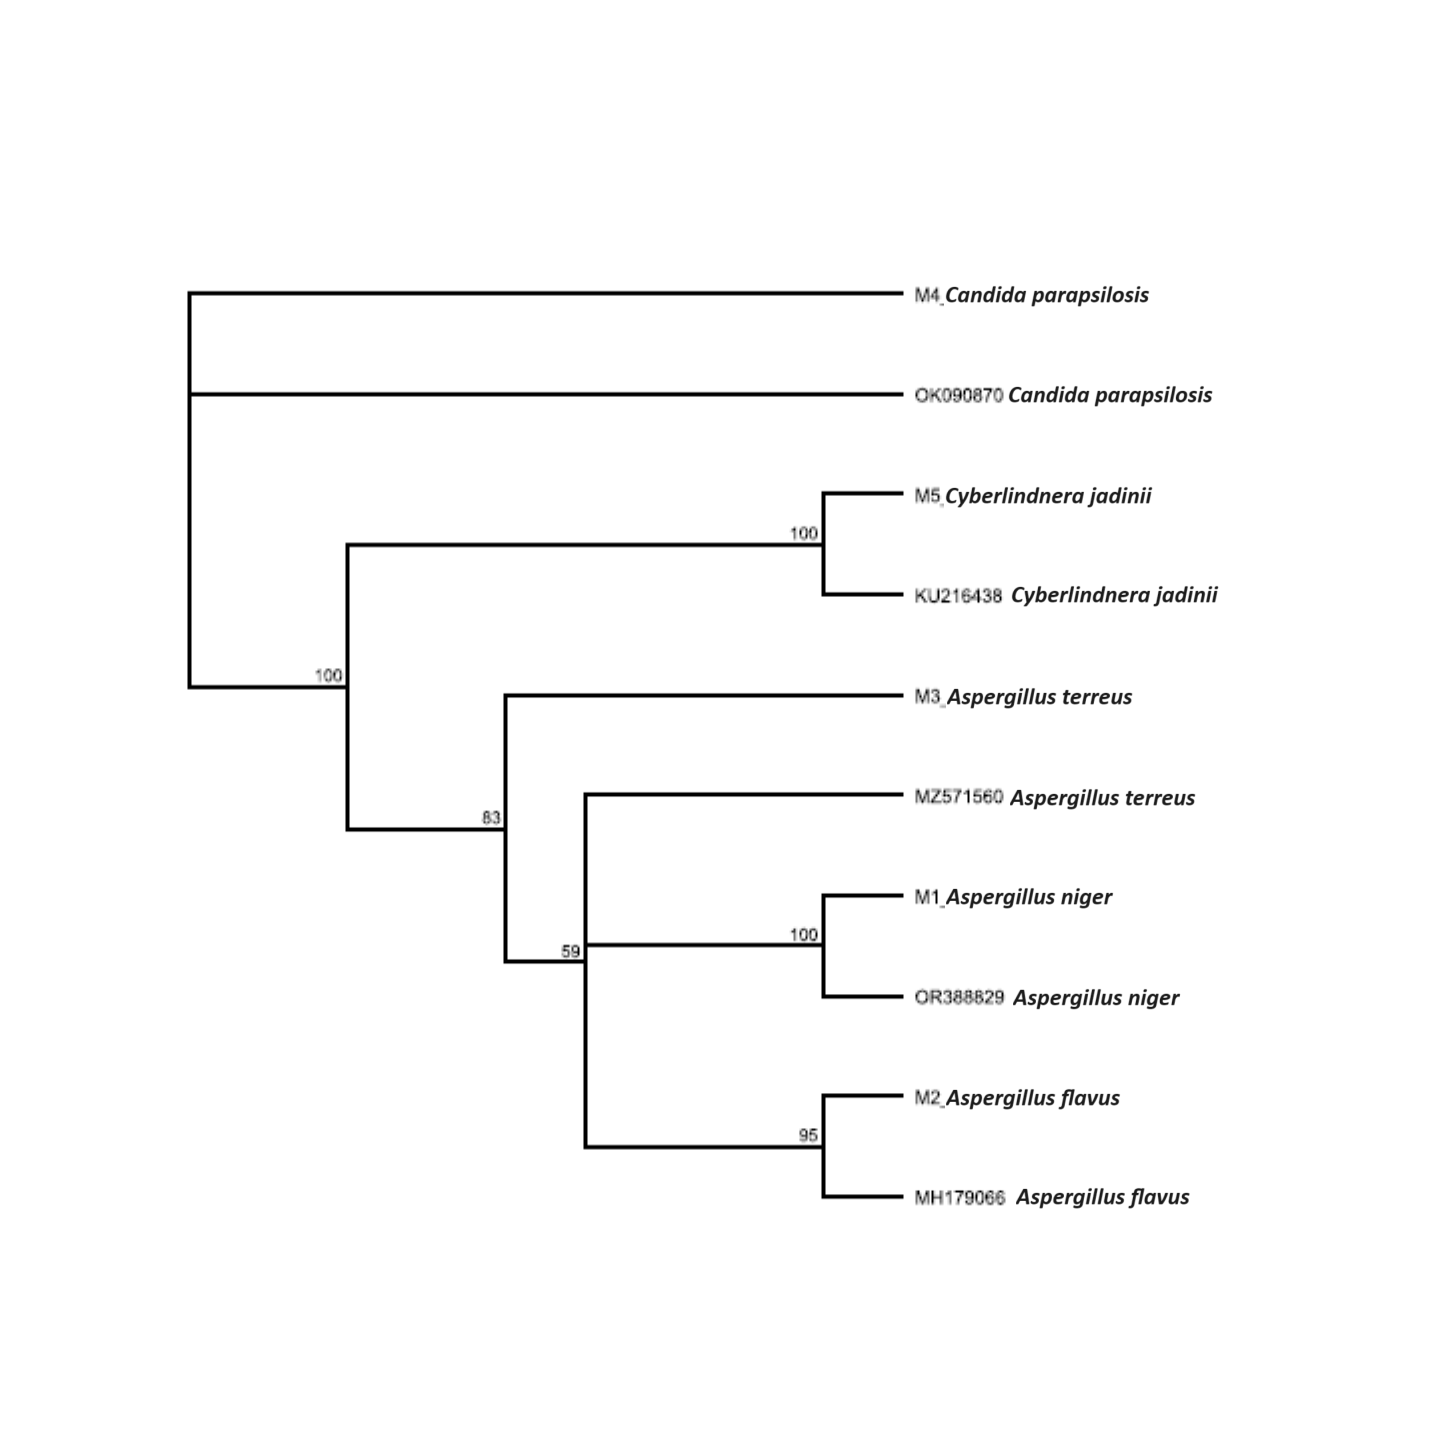 M4_Candida parapsilosis
OK090870 Candida parapsilosis
M5_Cyberlindnera jadinii
100
KU216438 Cyberlindnera jadinii
100
M3_Aspergillus terreus
MZ571560 Aspergillus terreus
83
M1_Aspergillus niger
100
59
OR388829 Aspergillus niger
M2_Aspergillus flavus
95
MH179066 Aspergillus flavus